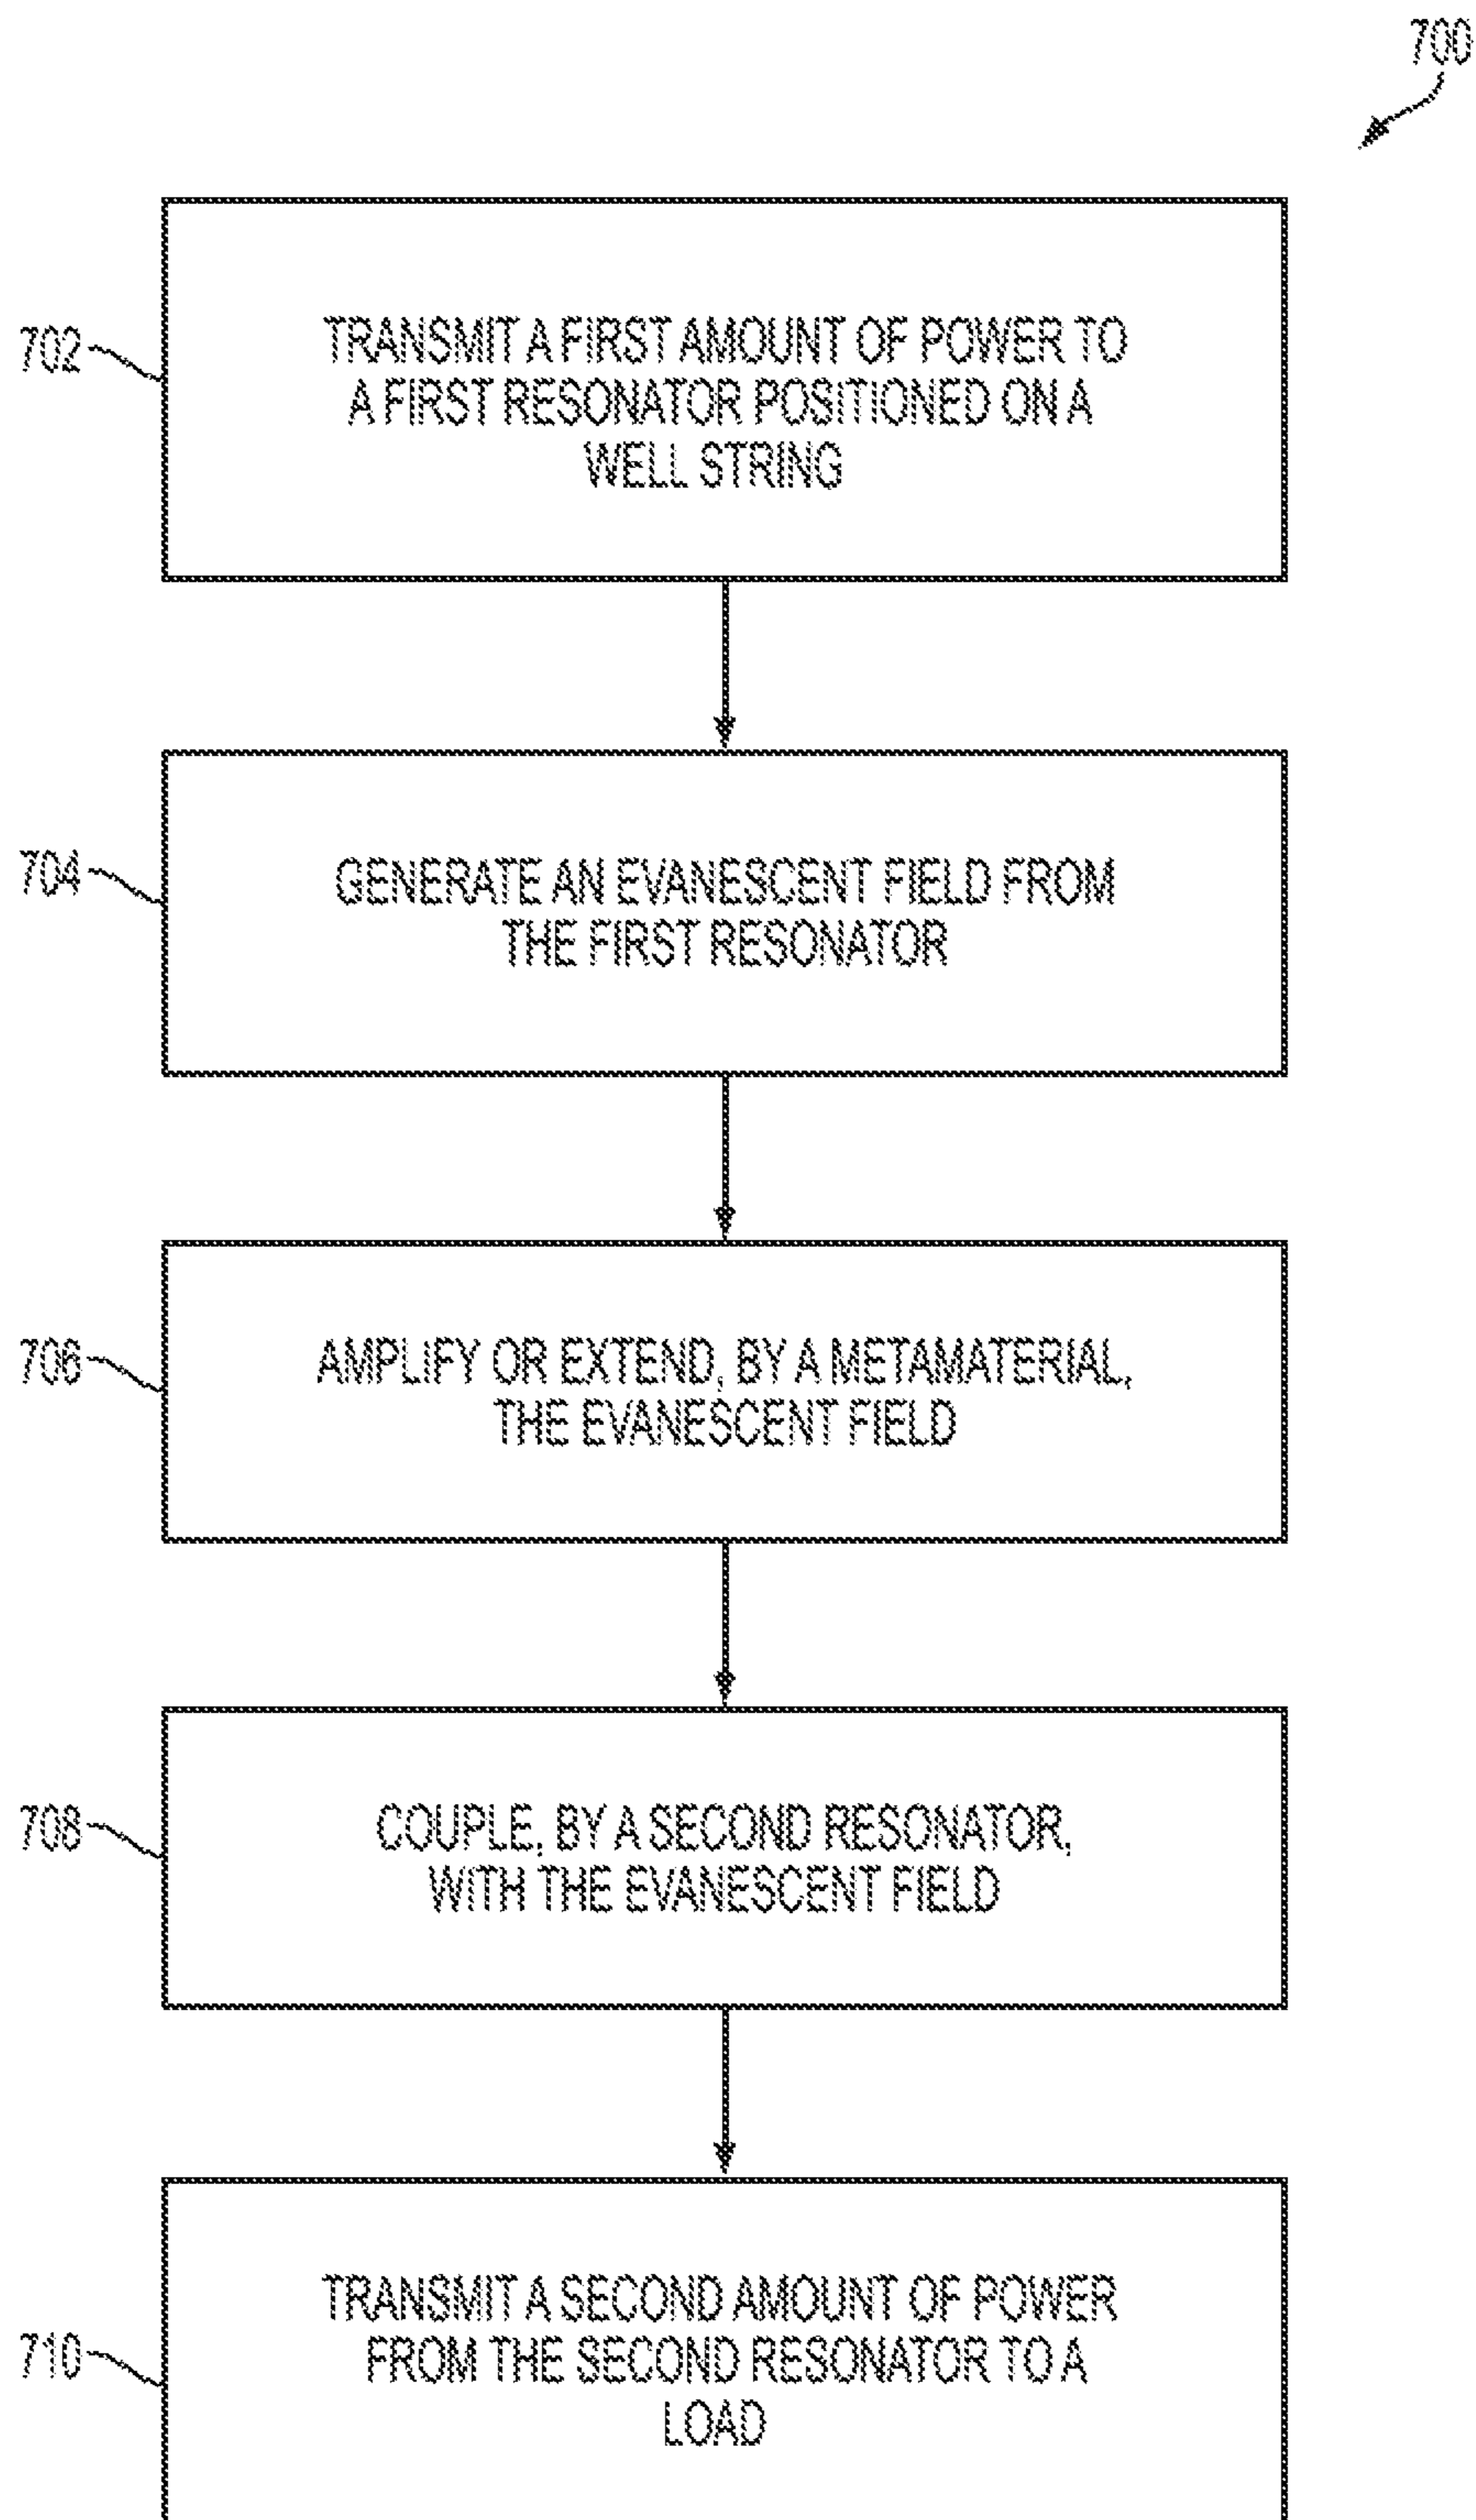 700
702
TRANSMIT A FIRST AMOUNT OF POWER TO
A FIRST RESONATOR POSITIONED ON A
WELL STRING
704
GENERATE AN EVANESCENT FIELD FROM
THE FIRST RESONATOR
706
AMPLIFY OR EXTEND, BY A METAMATERIAL,
THE EVANESCENT FIELD
708
COUPLE, BY A SECOND RESONATOR,
WITH THE EVANESCENT FIELD
710
TRANSMIT A SECOND AMOUNT OF POWER
FROM THE SECOND RESONATOR TO A
LOAD